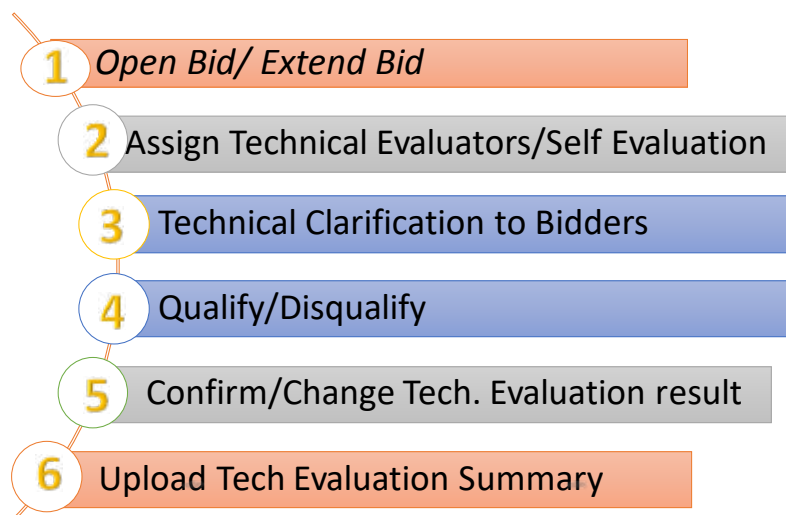 1 Open Bid/ Extend Bid
2 Assign Technical Evaluators/Self Evaluation
3 Technical Clarification to Bidders
4 Qualify/Disqualify
5 Confirm/Change Tech. Evaluation result
6 Upload Tech Evaluation Summary